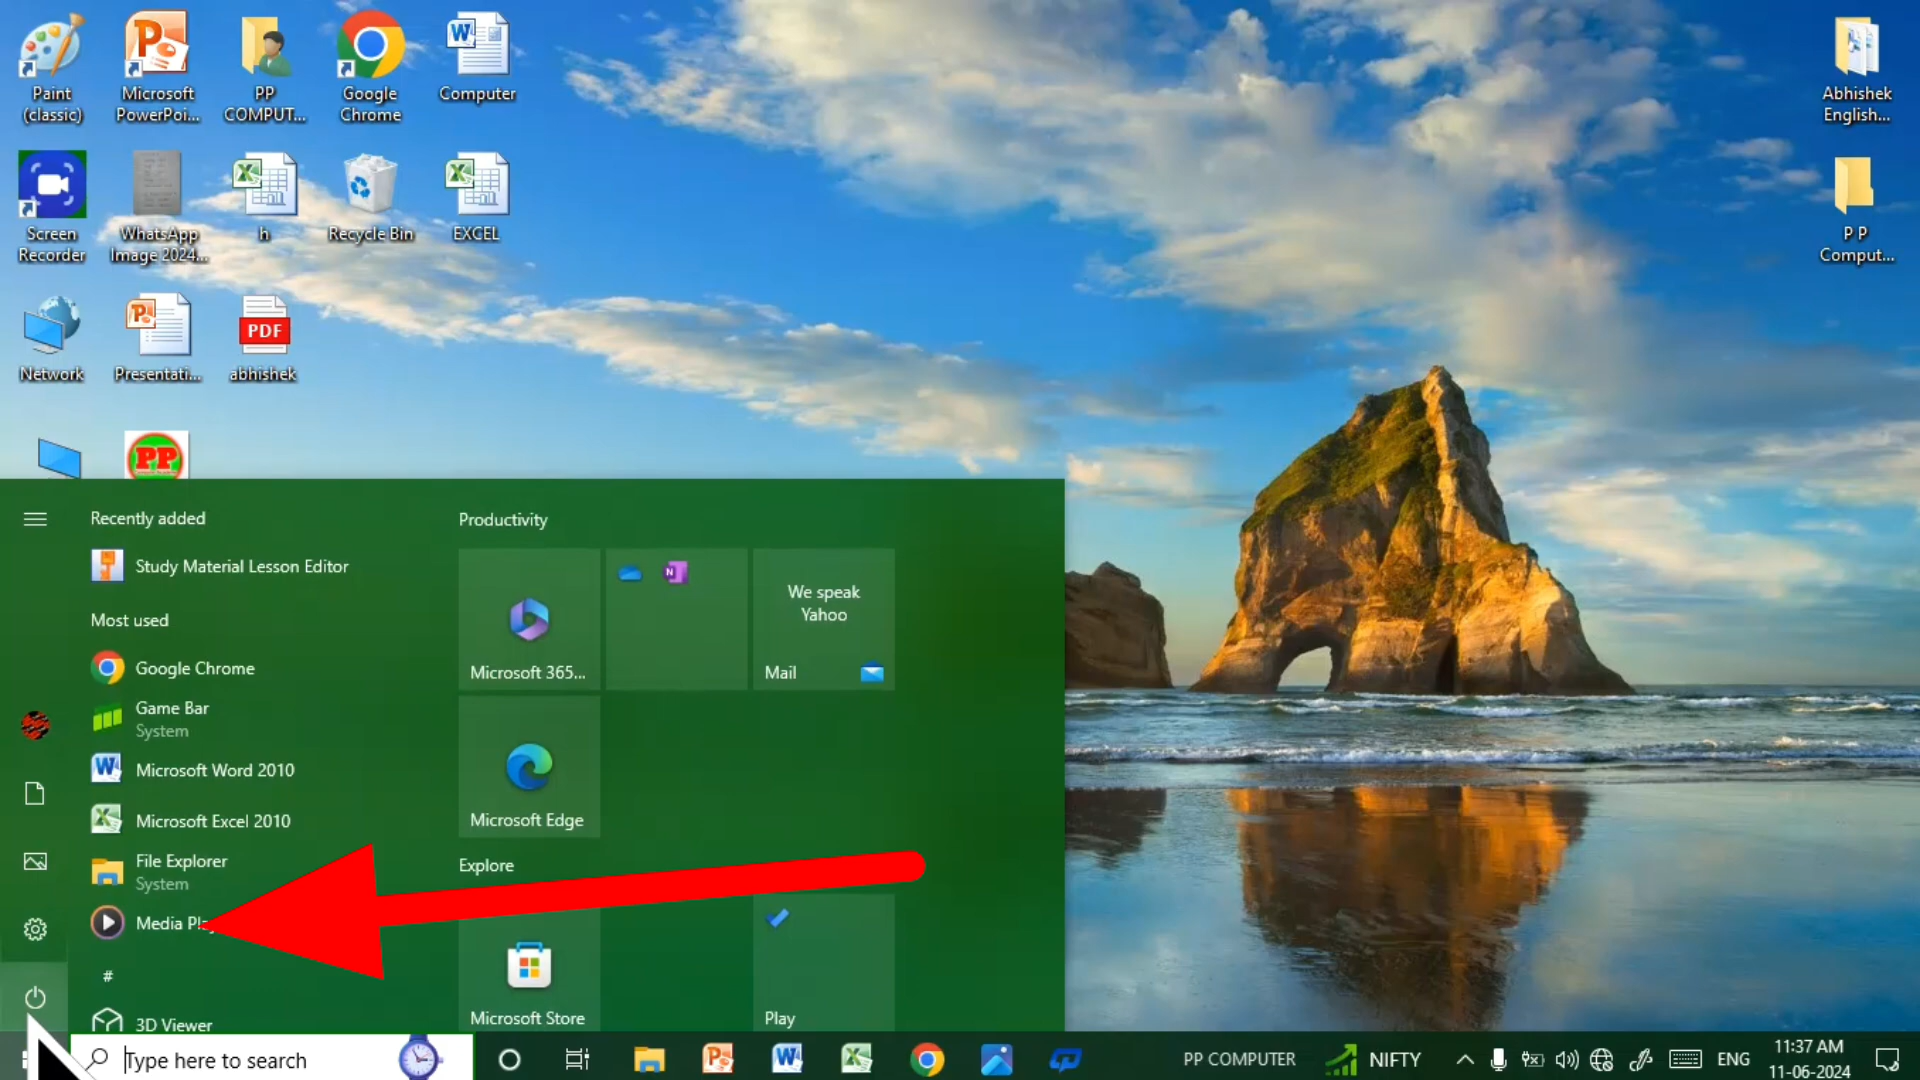 Paint
(classic)
Microsoft
PowerPoi...
PP
COMPUT...
Google
Chrome
Computer
Abhishek
English...
Screen
Recorder
WhatsApp
Image 2024...
h
Recycle Bin
EXCEL
P P
Comput...
Network
Presentati...
PDF
abhishek
PP
Recently added
Productivity
Study Material Lesson Editor
Most used
Google Chrome
Game Bar
System
Microsoft Word 2010
Microsoft Excel 2010
File Explorer
System
Media
#
3D Viewer
Microsoft 365...
We speak
Yahoo
Mail
Microsoft Edge
Explore
Microsoft Store
Play
Type here to search
PP COMPUTER
NIFTY
ENG
11:37 AM
11-06-2024